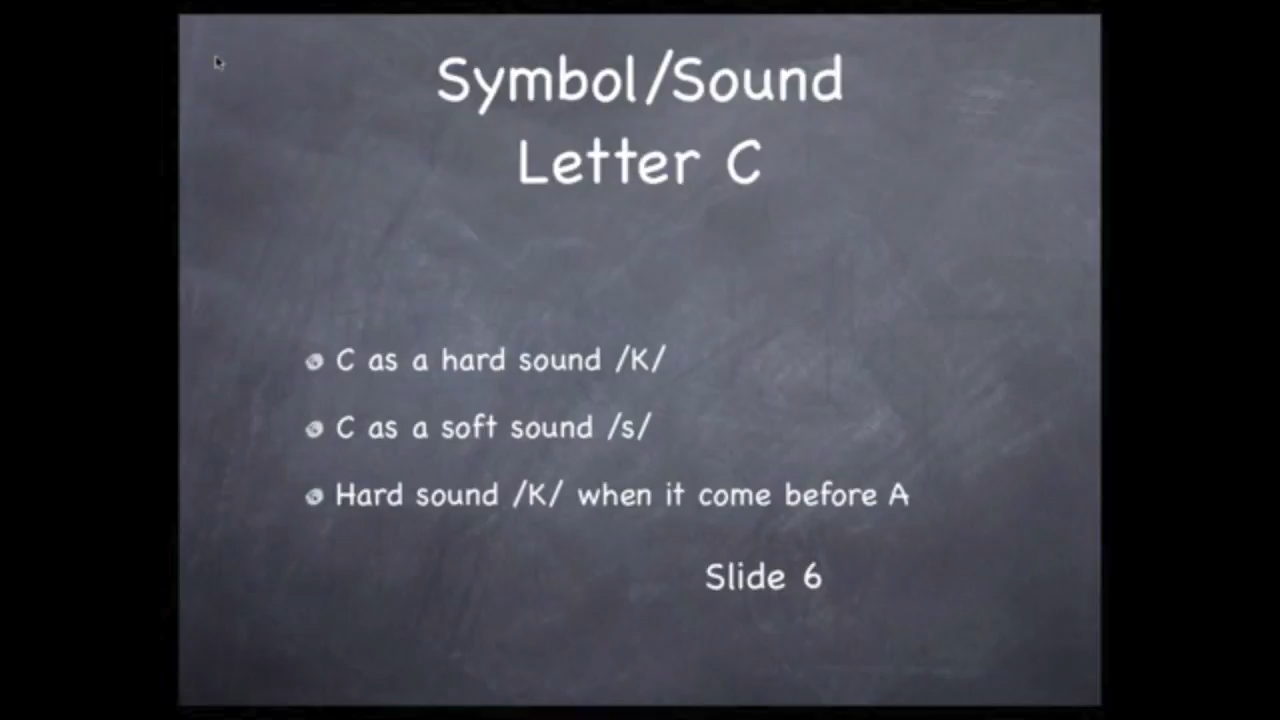 Symbol/Sound
Letter C
C as a hard sound /K/
C as a soft sound /s/
Hard sound /K/ when it come before A
Slide 6